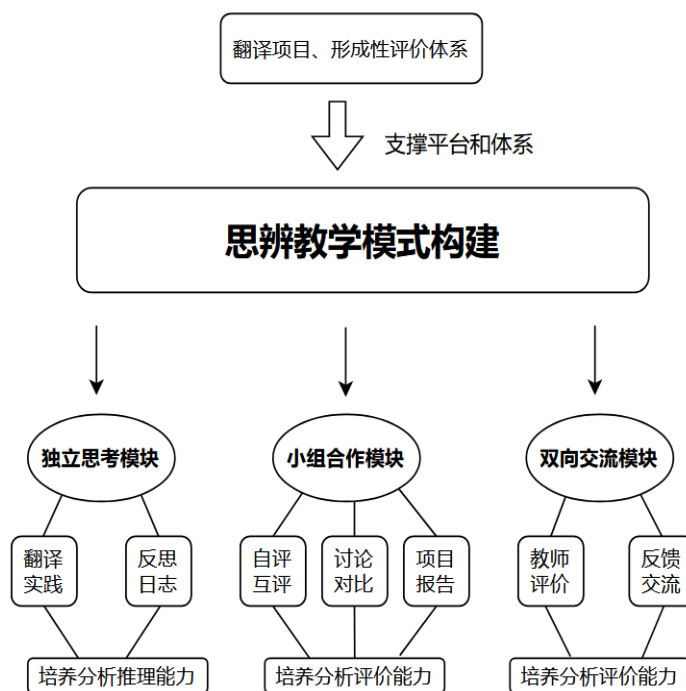 翻译项目、形成性评价体系
支撑平台和体系
思辨教学模式构建
独立思考模块
小组合作模块
双向交流模块
翻译
实践
反思
日志
自评
互评
讨论
对比
项目
报告
教师
评价
反馈
交流
培养分析推理能力
培养分析评价能力
培养分析评价能力